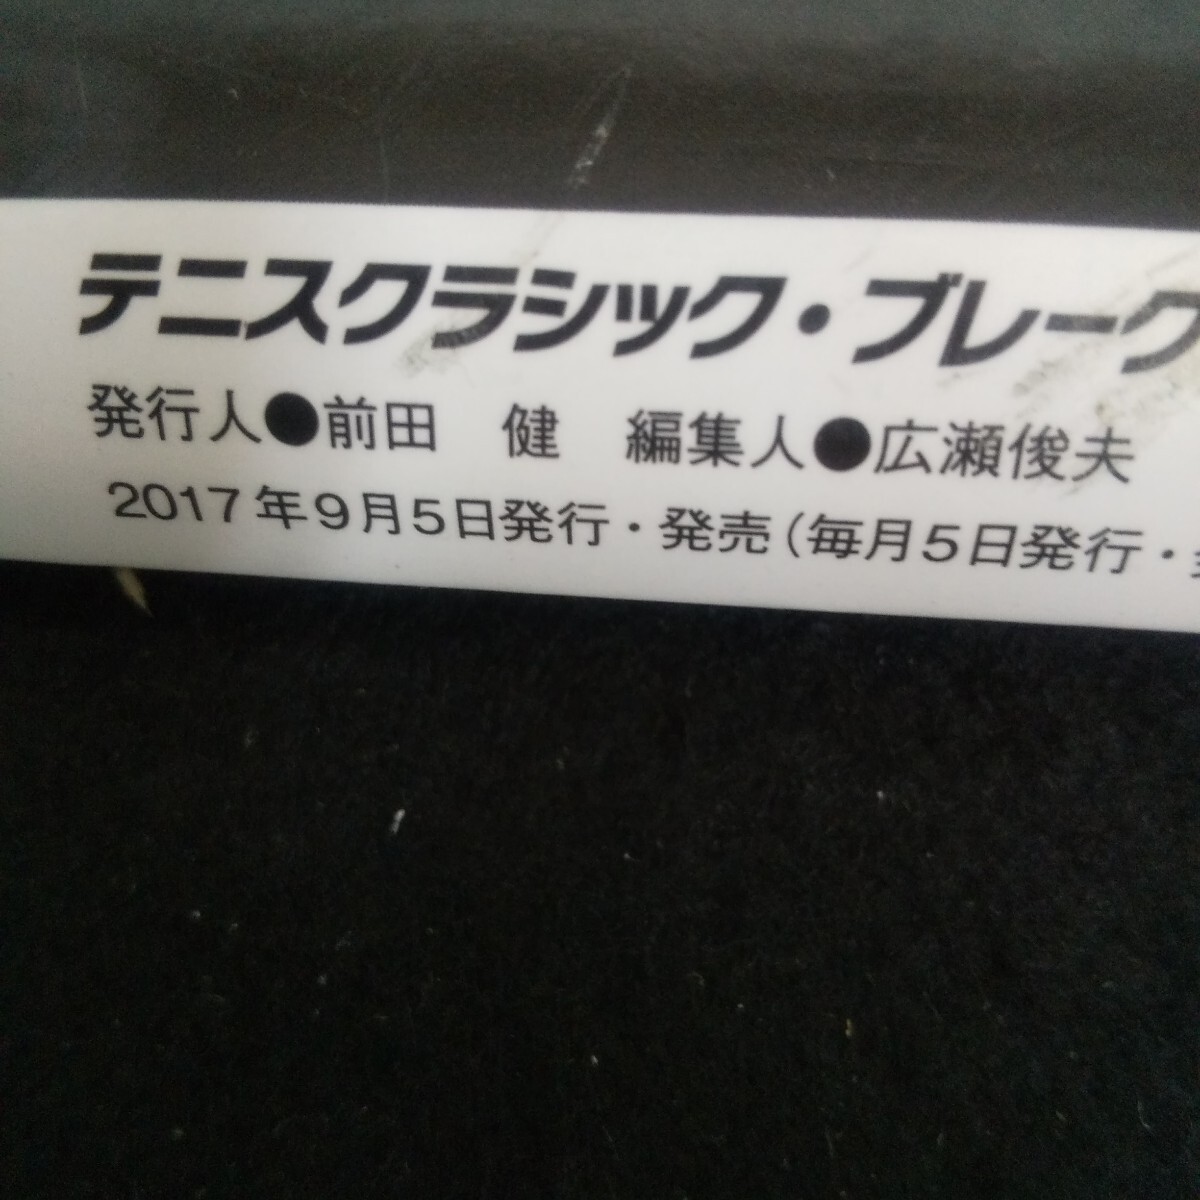 テニスクラシック・ブレーク
発行人●前田　健　編集人●広瀬俊夫
2017年9月5日発行・発売(毎月5日発行・